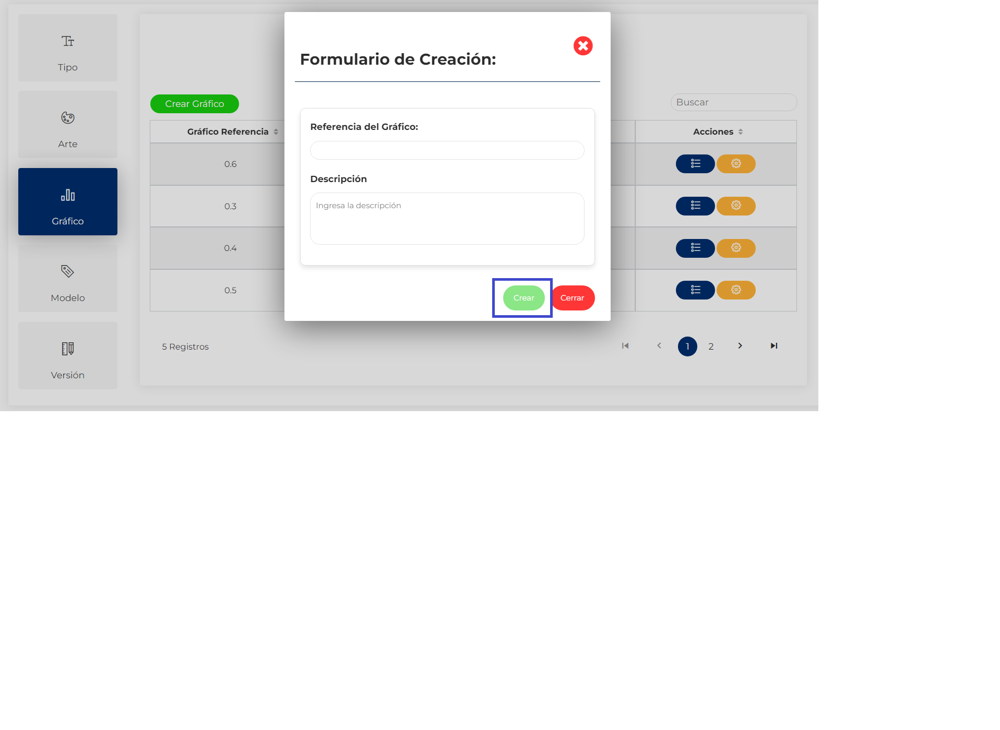 Tipo
Arte
Gráfico
Modelo
Versión
Crear Gráfico
Buscar
Gráfico Referencia
Acciones
0.6
0.3
0.4
0.5
5 Registros
1
2
Formulario de Creación:
Referencia del Gráfico:
Descripción
Ingresa la descripción
Crear
Cerrar